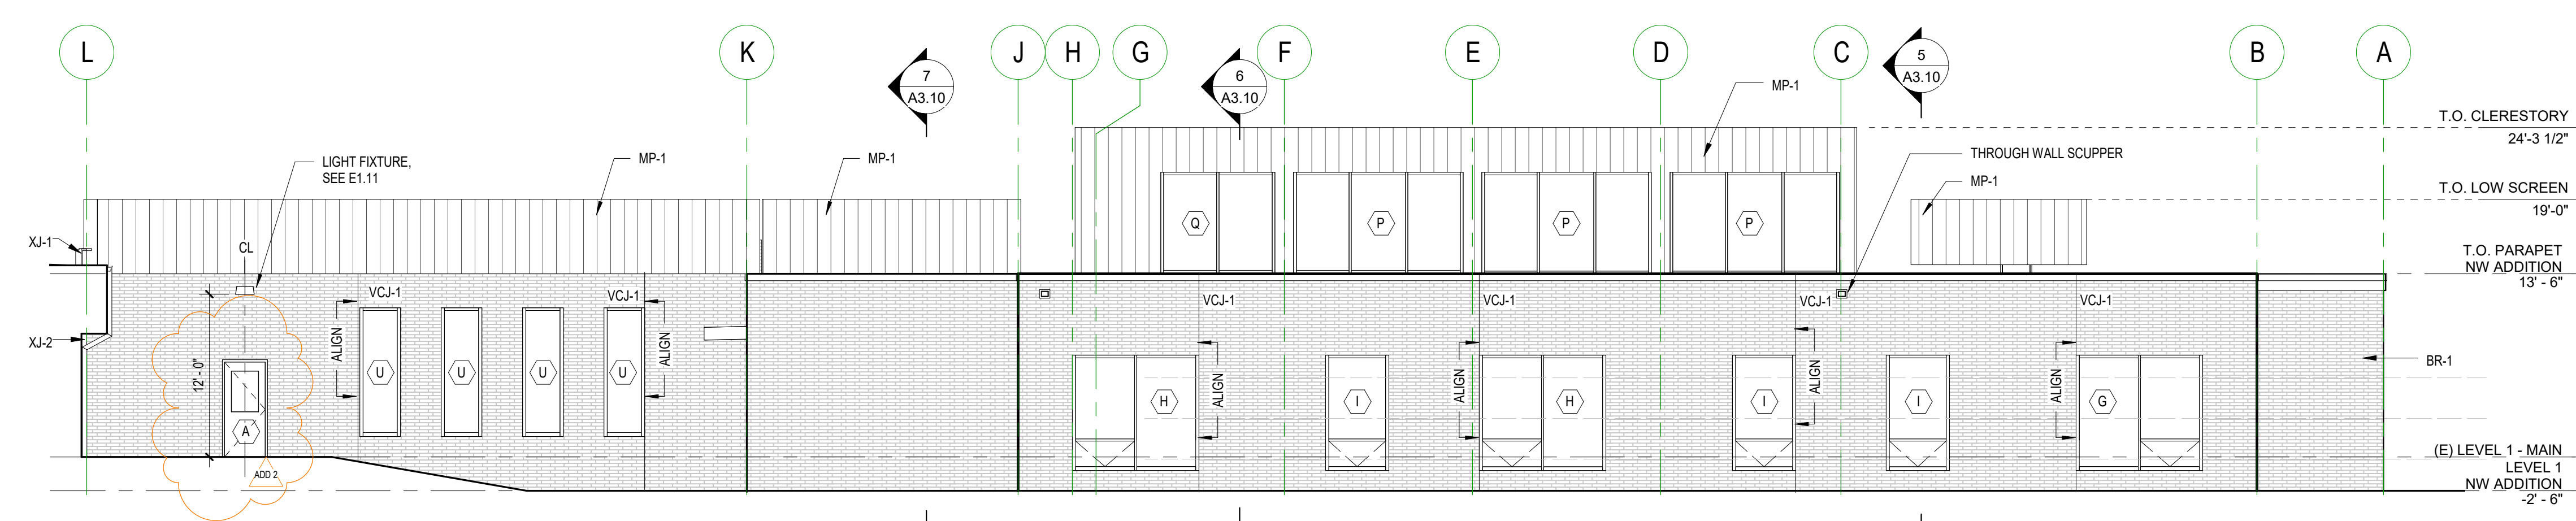 L
K
J
H
G
F
E
D
C
B
A
7
A3.10
6
A3.10
5
A3.10
MP-1
T.O. CLERESTORY
24'-3 1/2"
LIGHT FIXTURE,
SEE E1.11
MP-1
MP-1
THROUGH WALL SCUPPER
MP-1
T.O. LOW SCREEN
19'-0"
XJ-1
CL
Q
P
P
P
T.O. PARAPET
NW ADDITION
13' - 6"
VCJ-1
VCJ-1
VCJ-1
VCJ-1
VCJ-1
VCJ-1
XJ-2
12' - 0"
ALIGN
ALIGN
U
U
U
U
ALIGN
ALIGN
ALIGN
ALIGN
BR-1
A
H
I
H
I
I
G
ADD 2
(E) LEVEL 1 - MAIN
LEVEL 1
NW ADDITION
-2' - 6"